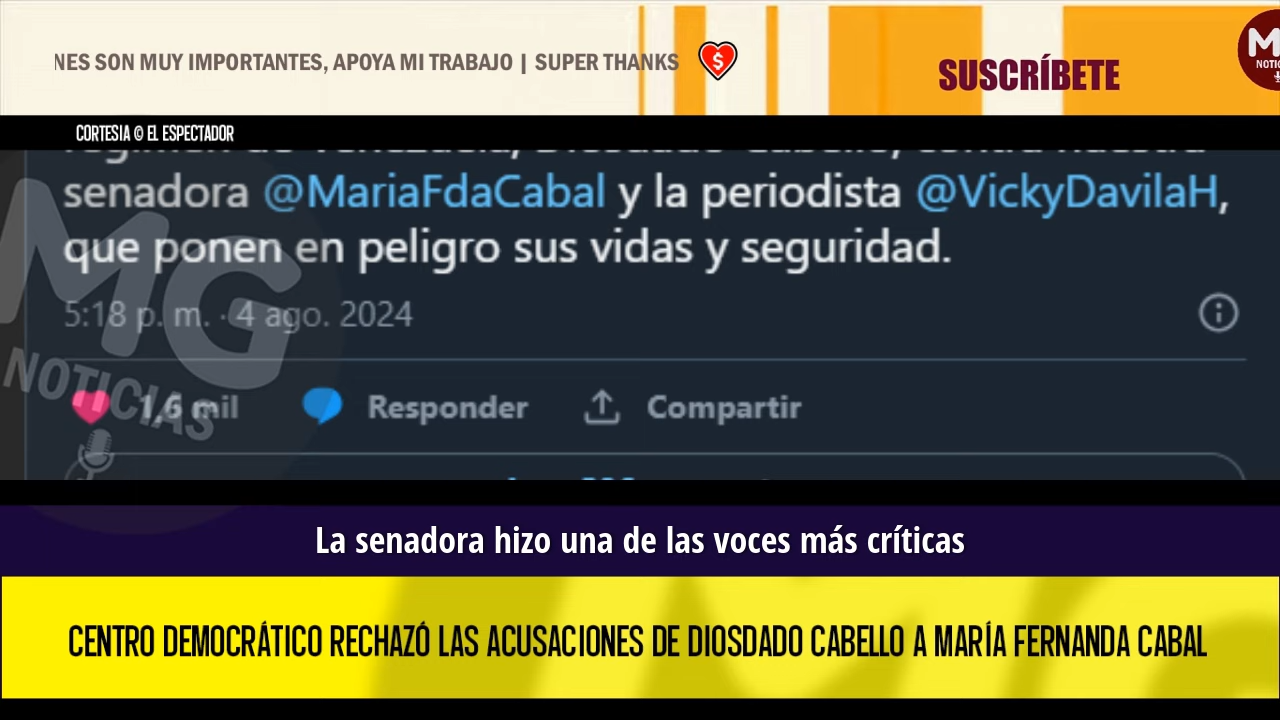 NES SON MUY IMPORTANTES, APOYA MI TRABAJO | SUPER THANKS
SUSCRÍBETE
CORTESIA © EL ESPECTADOR
senadora @MariaFdaCabal y la periodista @VickyDavilaH,
que ponen en peligro sus vidas y seguridad.
5:18 p. m. · 4 ago. 2024
1,6 mil Responder Compartir
MG
NOTICIAS
La senadora hizo una de las voces más críticas
CENTRO DEMOCRÁTICO RECHAZÓ LAS ACUSACIONES DE DIOSDADO CABELLO A MARÍA FERNANDA CABAL